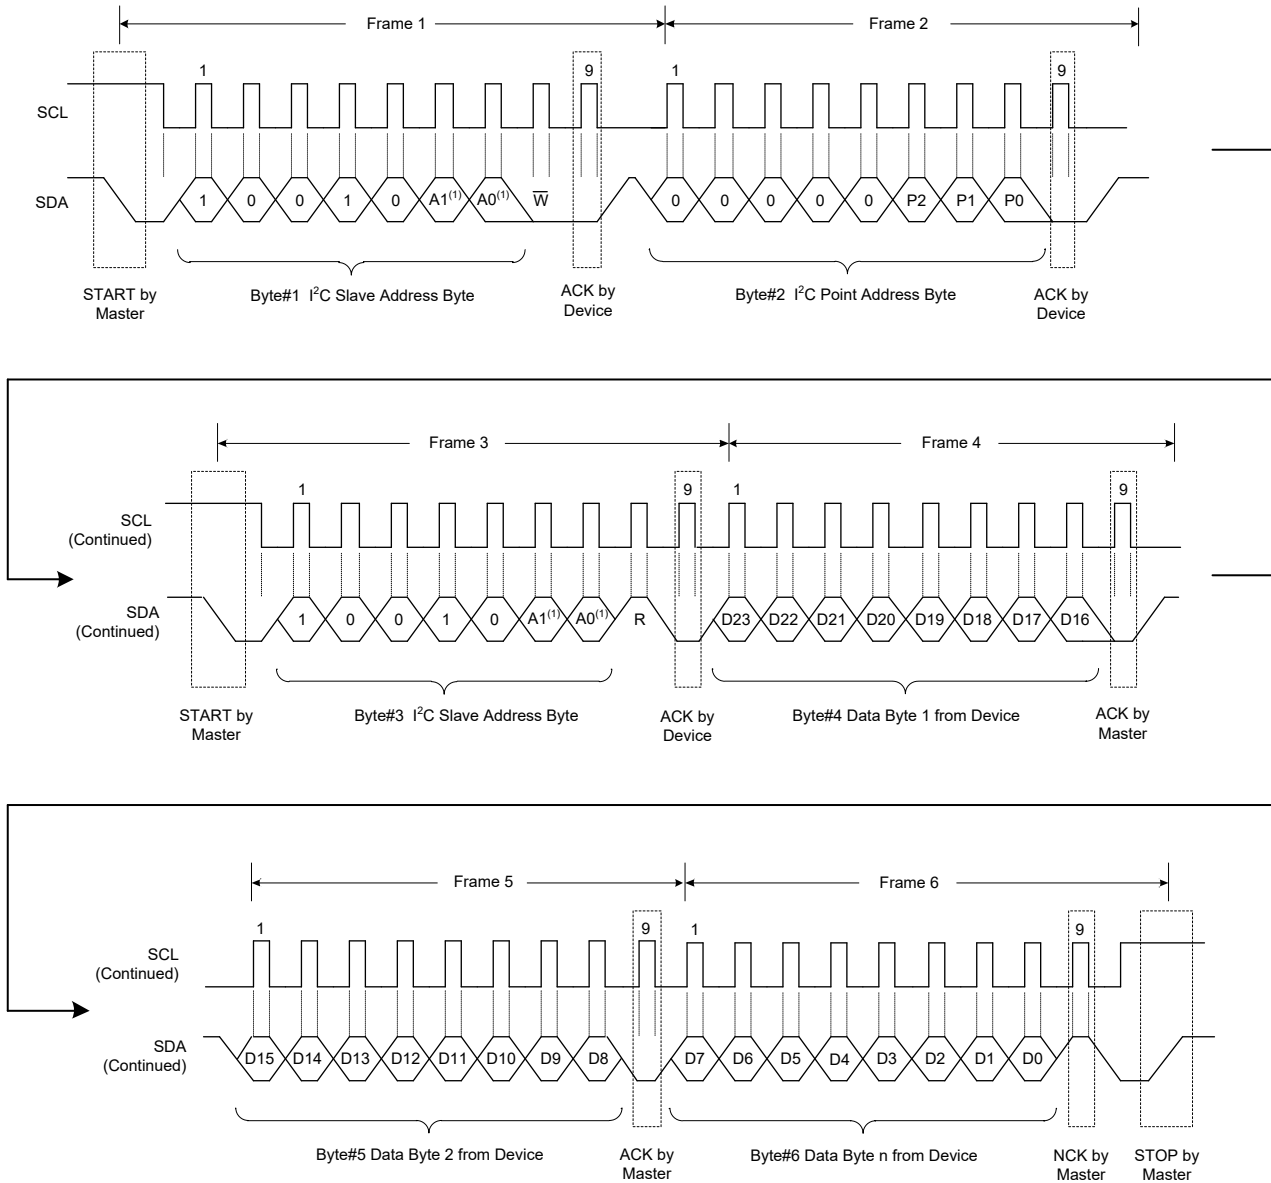 Frame 1 Frame 2
1 9 1 9
SCL
SDA 1 0 0 1 0 A1⁽¹⁾ A0⁽¹⁾ W̅ 0 0 0 0 0 P2 P1 P0
START by
Master
Byte#1 I²C Slave Address Byte
ACK by
Device
Byte#2 I²C Point Address Byte
ACK by
Device
Frame 3 Frame 4
1 9 1 9
SCL
(Continued)
SDA
(Continued)
1 0 0 1 0 A1⁽¹⁾ A0⁽¹⁾ R D23 D22 D21 D20 D19 D18 D17 D16
START by
Master
Byte#3 I²C Slave Address Byte
ACK by
Device
Byte#4 Data Byte 1 from Device
ACK by
Master
Frame 5 Frame 6
1 9 1 9
SCL
(Continued)
SDA
(Continued)
D15 D14 D13 D12 D11 D10 D9 D8 D7 D6 D5 D4 D3 D2 D1 D0
Byte#5 Data Byte 2 from Device
ACK by
Master
Byte#6 Data Byte n from Device
NCK by
Master
STOP by
Master